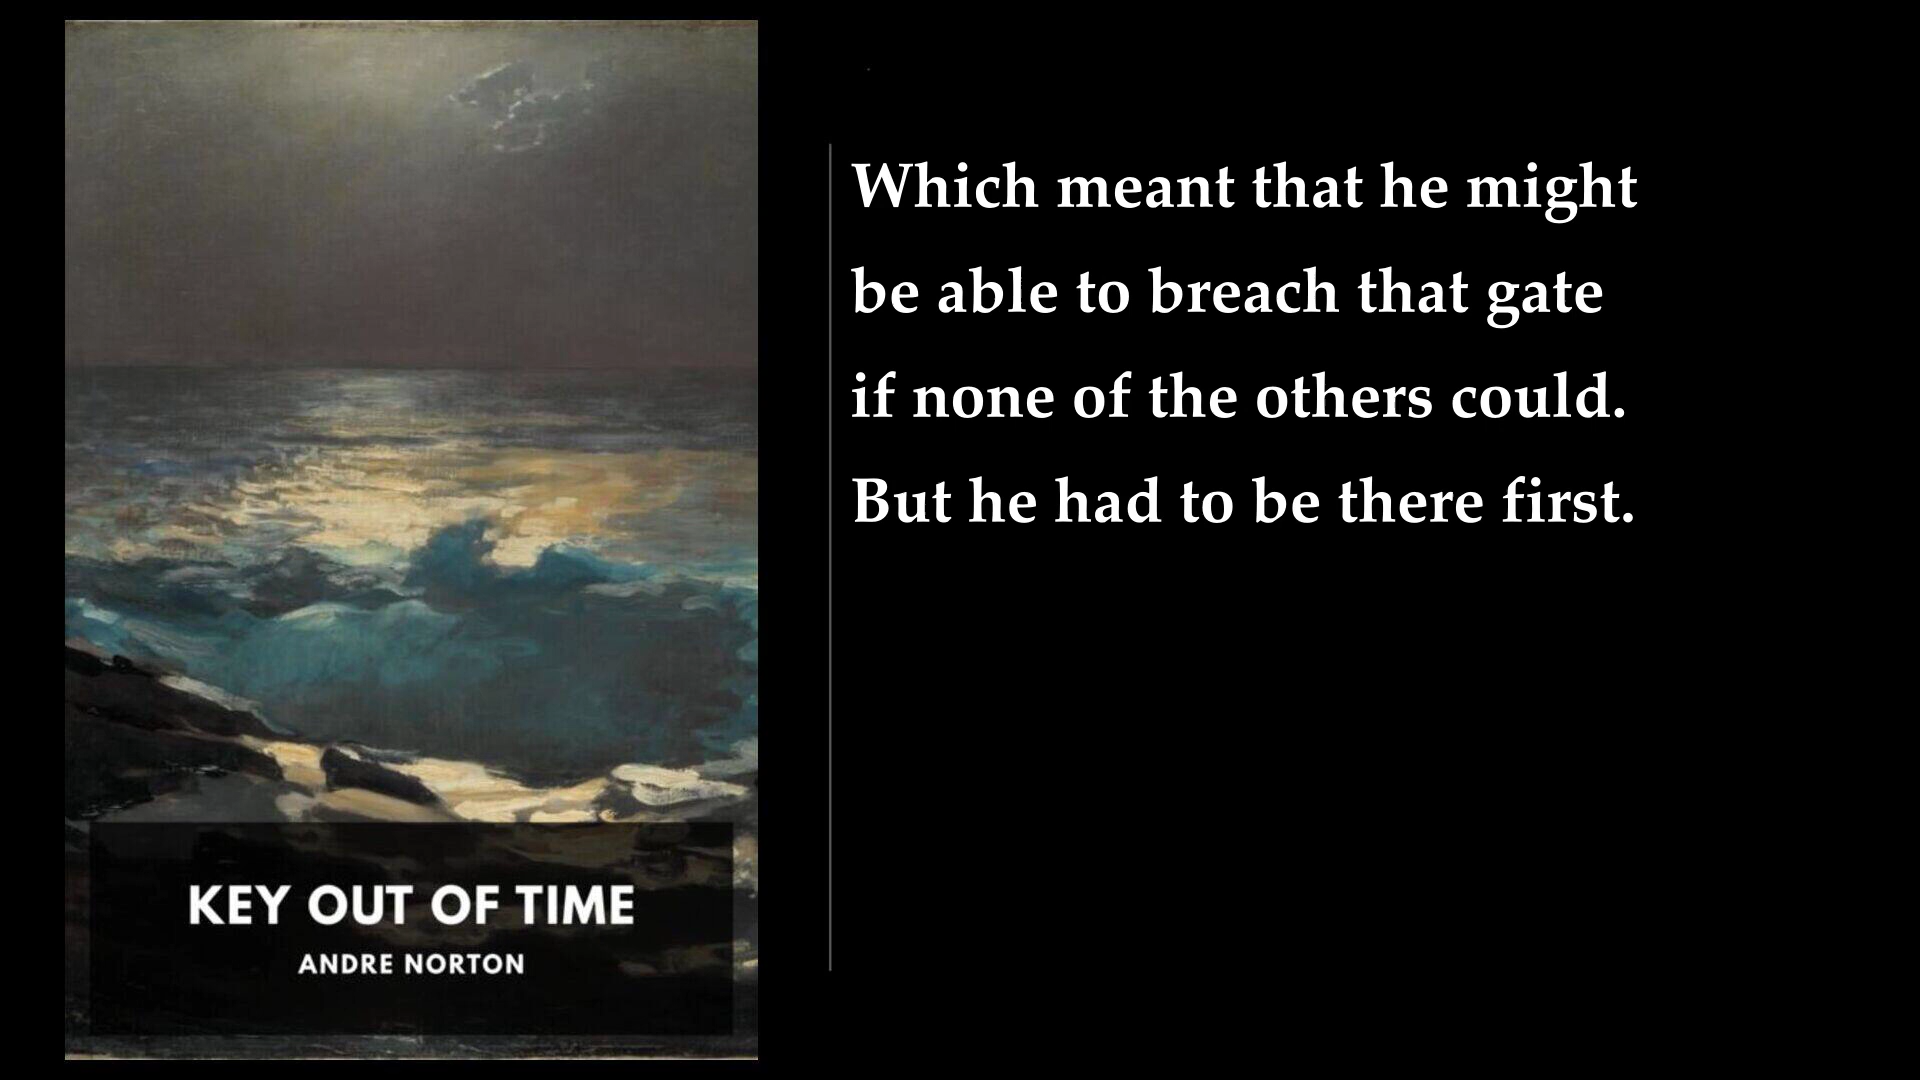 KEY OUT OF TIME
ANDRE NORTON
Which meant that he might
be able to breach that gate
if none of the others could.
But he had to be there first.